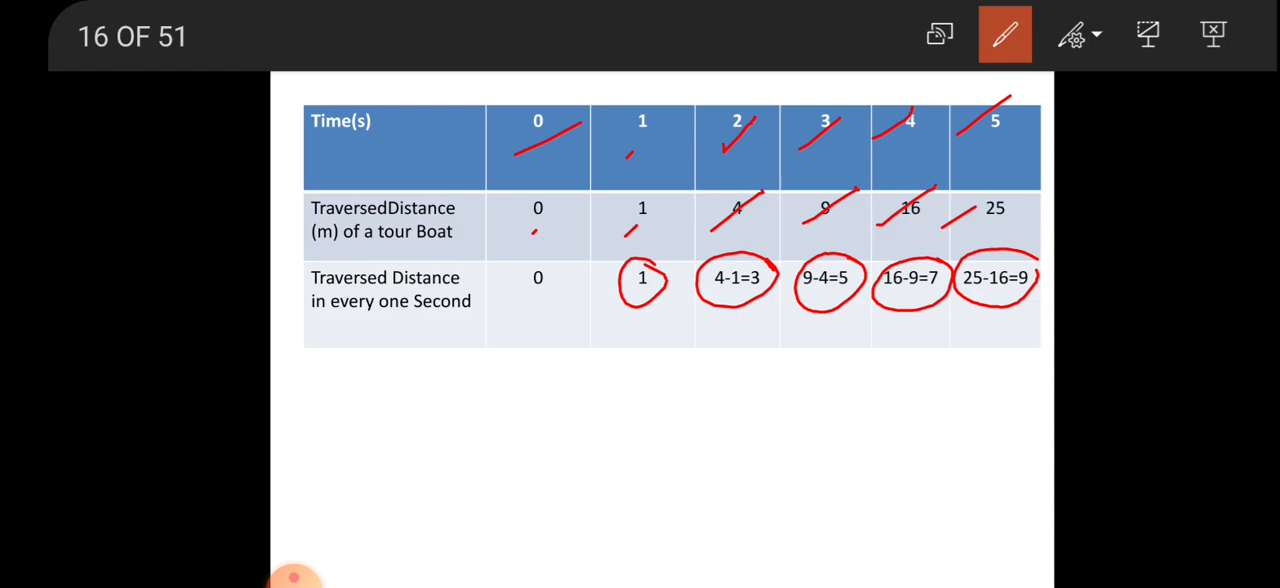 16 OF 51
Time(s) 0 1 2 3 4 5
TraversedDistance 0 1 4 9 16 25
(m) of a tour Boat
Traversed Distance 0 1 4-1=3 9-4=5 16-9=7 25-16=9
in every one Second